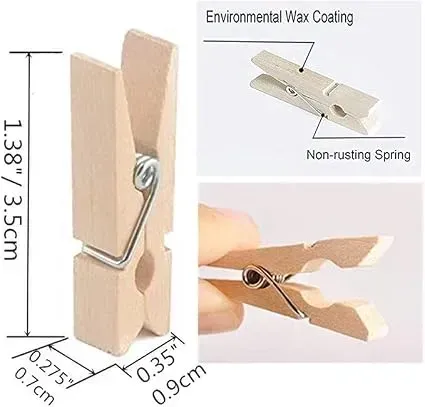 Environmental Wax Coating
Non-rusting Spring
1.38"/ 3.5cm
0.275"
0.7cm
0.35"
0.9cm